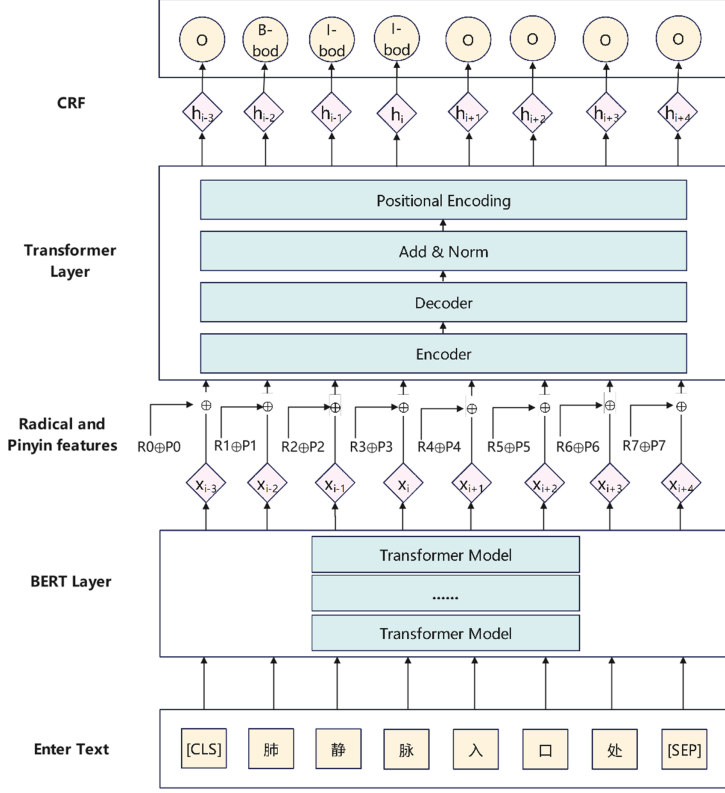 O B-bod I-bod I-bod O O O O
CRF
hi-3 hi-2 hi-1 hi hi+1 hi+2 hi+3 hi+4
Positional Encoding
Transformer Layer
Add & Norm
Decoder
Encoder
⊕ ⊕ ⊕ ⊕ ⊕ ⊕ ⊕ ⊕
Radical and Pinyin features
R0⊕P0 R1⊕P1 R2⊕P2 R3⊕P3 R4⊕P4 R5⊕P5 R6⊕P6 R7⊕P7
xi-3 xi-2 xi-1 xi xi+1 xi+2 xi+3 xi+4
Transformer Model
BERT Layer
......
Transformer Model
Enter Text
[CLS] 肺 静 脉 入 口 处 [SEP]